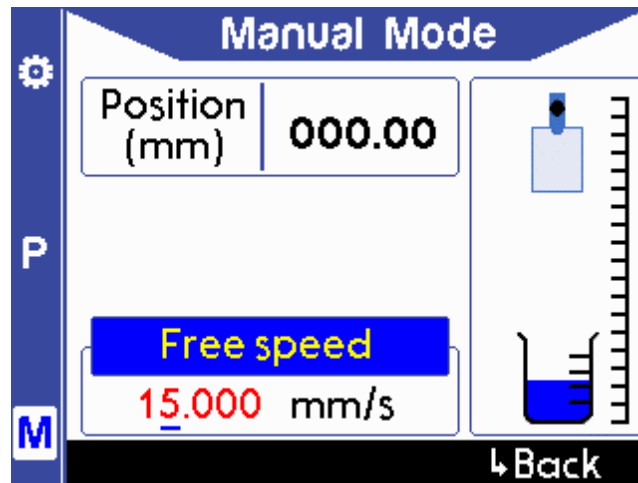 Manual Mode
Position
(mm)
000.00
P
Free speed
15.000 mm/s
M
↳Back